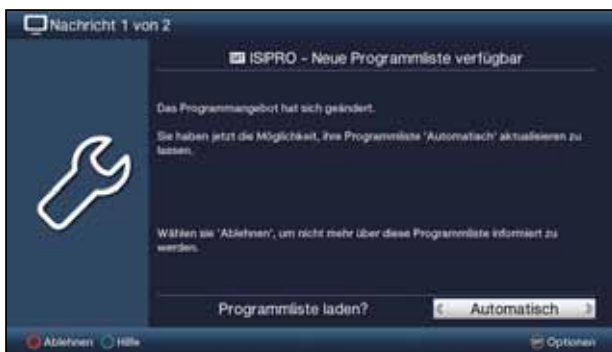 Nachricht 1 von 2
ISIPRO - Neue Programmliste verfügbar
Das Programmangebot hat sich geändert.
Sie haben jetzt die Möglichkeit, ihre Programmliste 'Automatisch' aktualisieren zu
lassen.
Wählen sie 'Ablehnen', um nicht mehr über diese Programmliste informiert zu
werden.
Programmliste laden? Automatisch
Ablehnen Hilfe Optionen